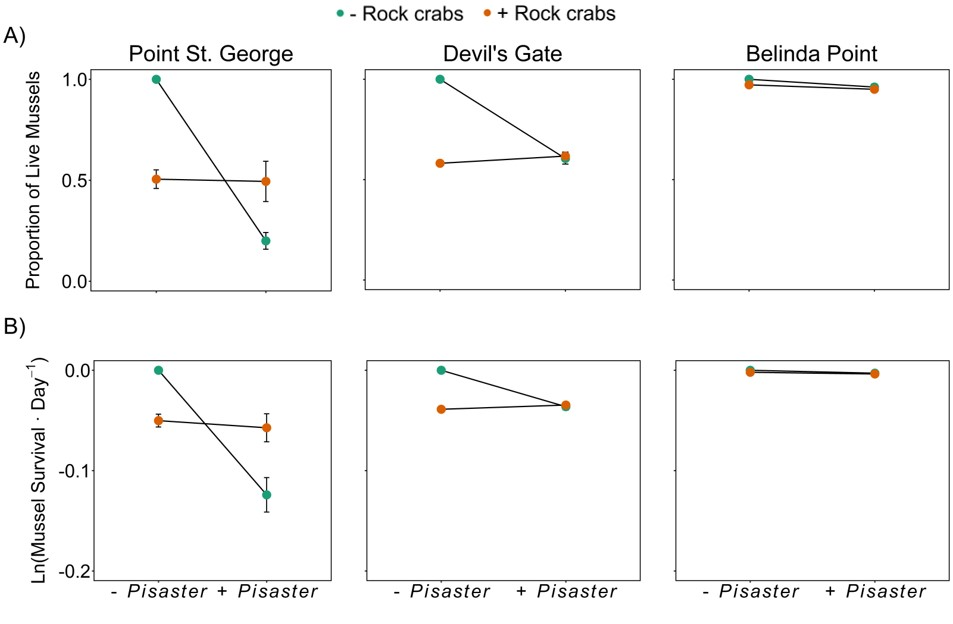 - Rock crabs + Rock crabs
A)
Point St. George Devil's Gate Belinda Point
Proportion of Live Mussels
1.0
0.5
0.0
B)
Ln(Mussel Survival · Day⁻¹)
0.0
-0.1
-0.2
- Pisaster + Pisaster - Pisaster + Pisaster - Pisaster + Pisaster